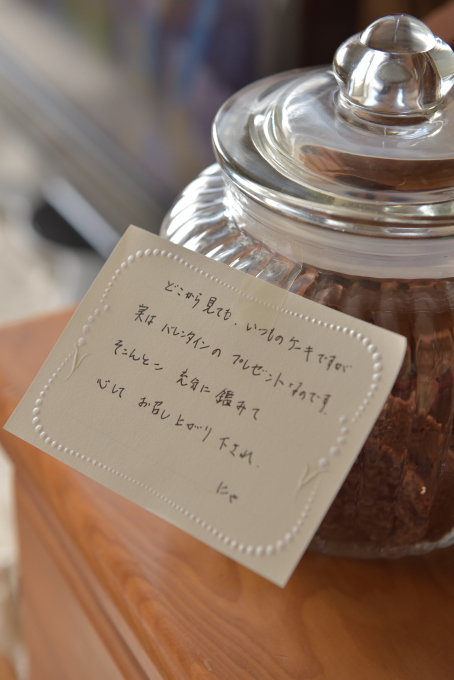 どこから見ても、いつものケーキですが
実は バレンタインの プレゼントなのです。
そこんとこ 充分に 鑑みて
心して お召し上がり 下され。
にゃ